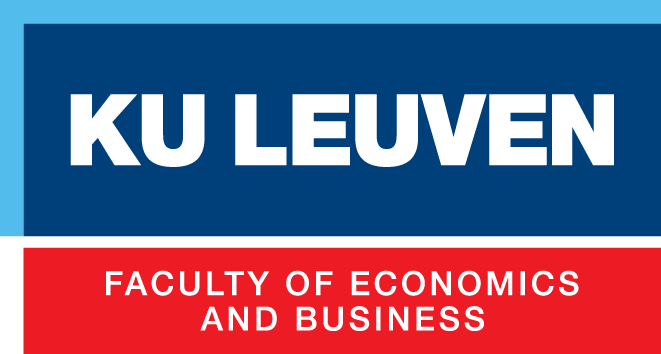 KU LEUVEN
FACULTY OF ECONOMICS
AND BUSINESS